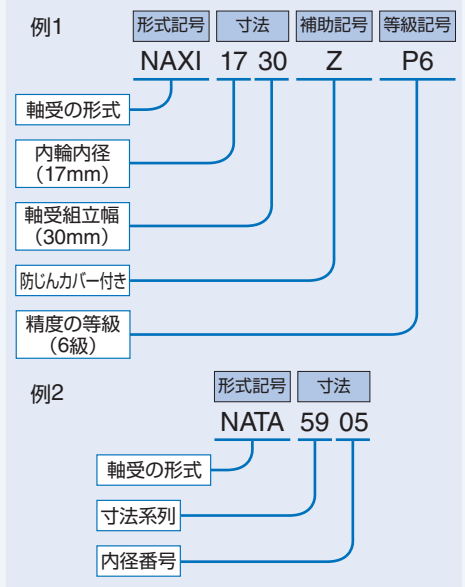 例1
形式記号 寸法 補助記号 等級記号
NAXI 17 30 Z P6
軸受の形式
内輪内径
（17mm）
軸受組立幅
（30mm）
防じんカバー付き
精度の等級
（6級）
例2
形式記号 寸法
NATA 59 05
軸受の形式
寸法系列
内径番号